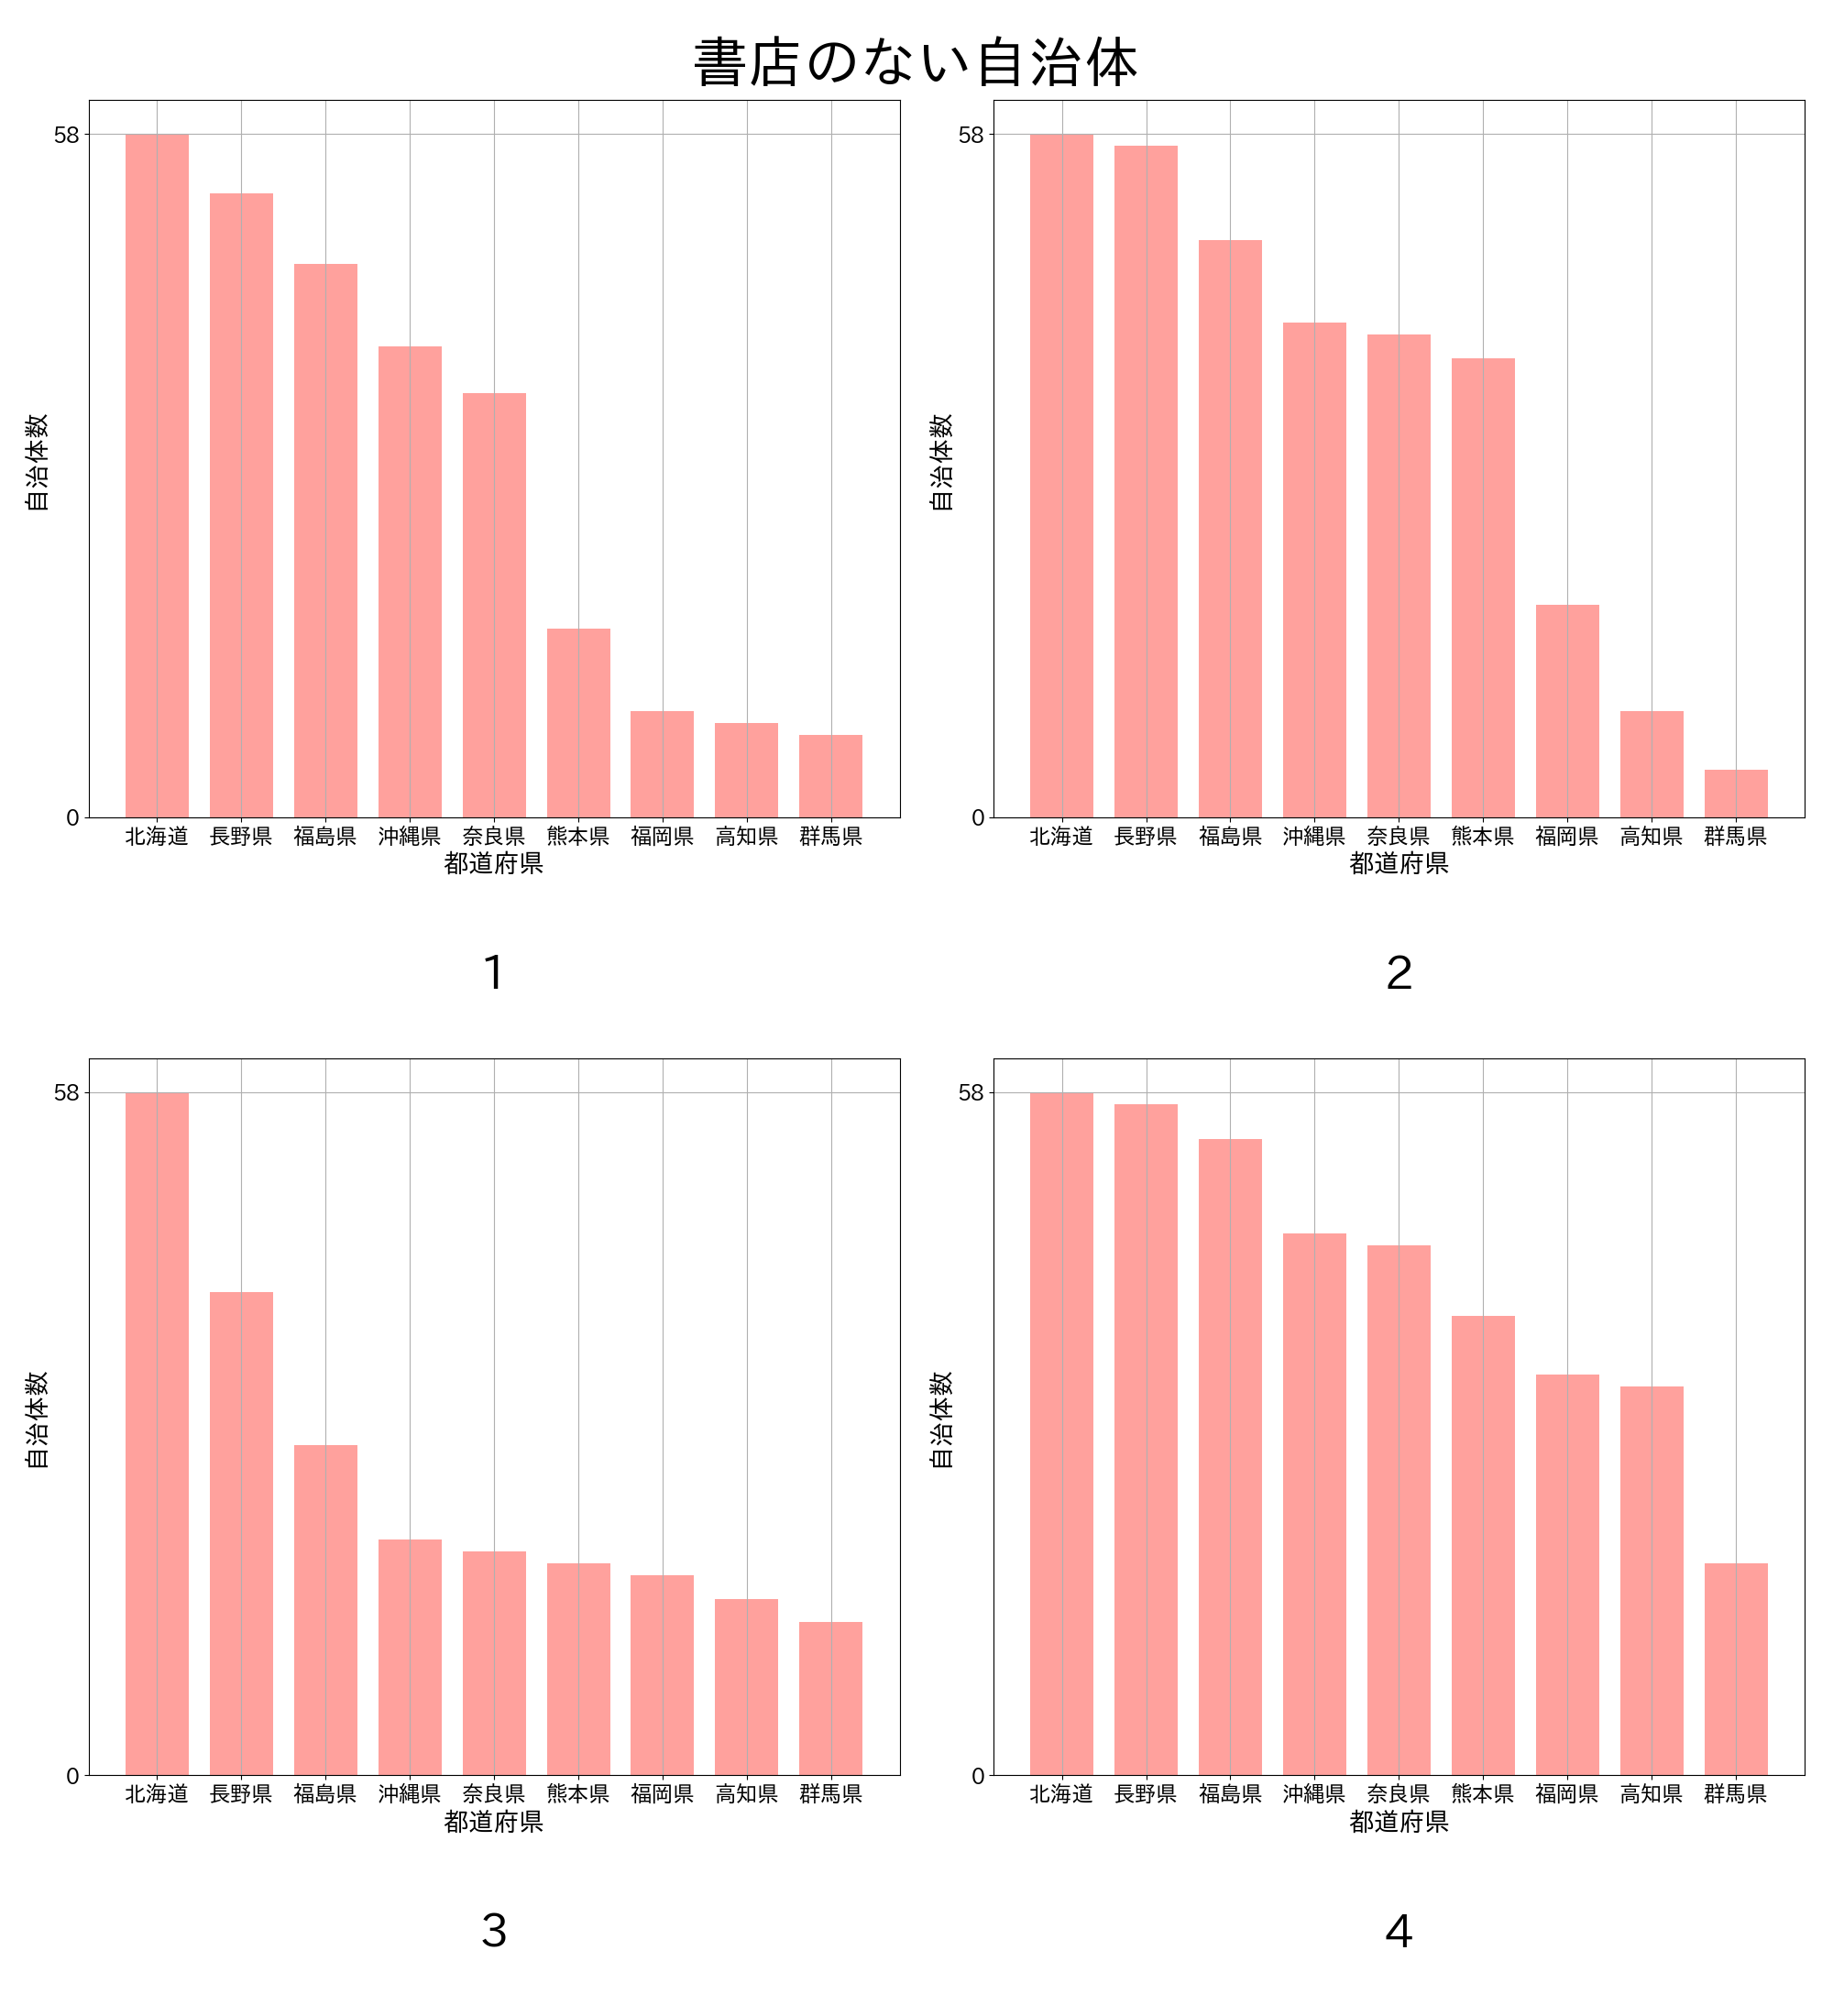 書店のない自治体
58
0
自治体数
北海道 長野県 福島県 沖縄県 奈良県 熊本県 福岡県 高知県 群馬県
都道府県
1
58
0
自治体数
北海道 長野県 福島県 沖縄県 奈良県 熊本県 福岡県 高知県 群馬県
都道府県
2
58
0
自治体数
北海道 長野県 福島県 沖縄県 奈良県 熊本県 福岡県 高知県 群馬県
都道府県
3
58
0
自治体数
北海道 長野県 福島県 沖縄県 奈良県 熊本県 福岡県 高知県 群馬県
都道府県
4